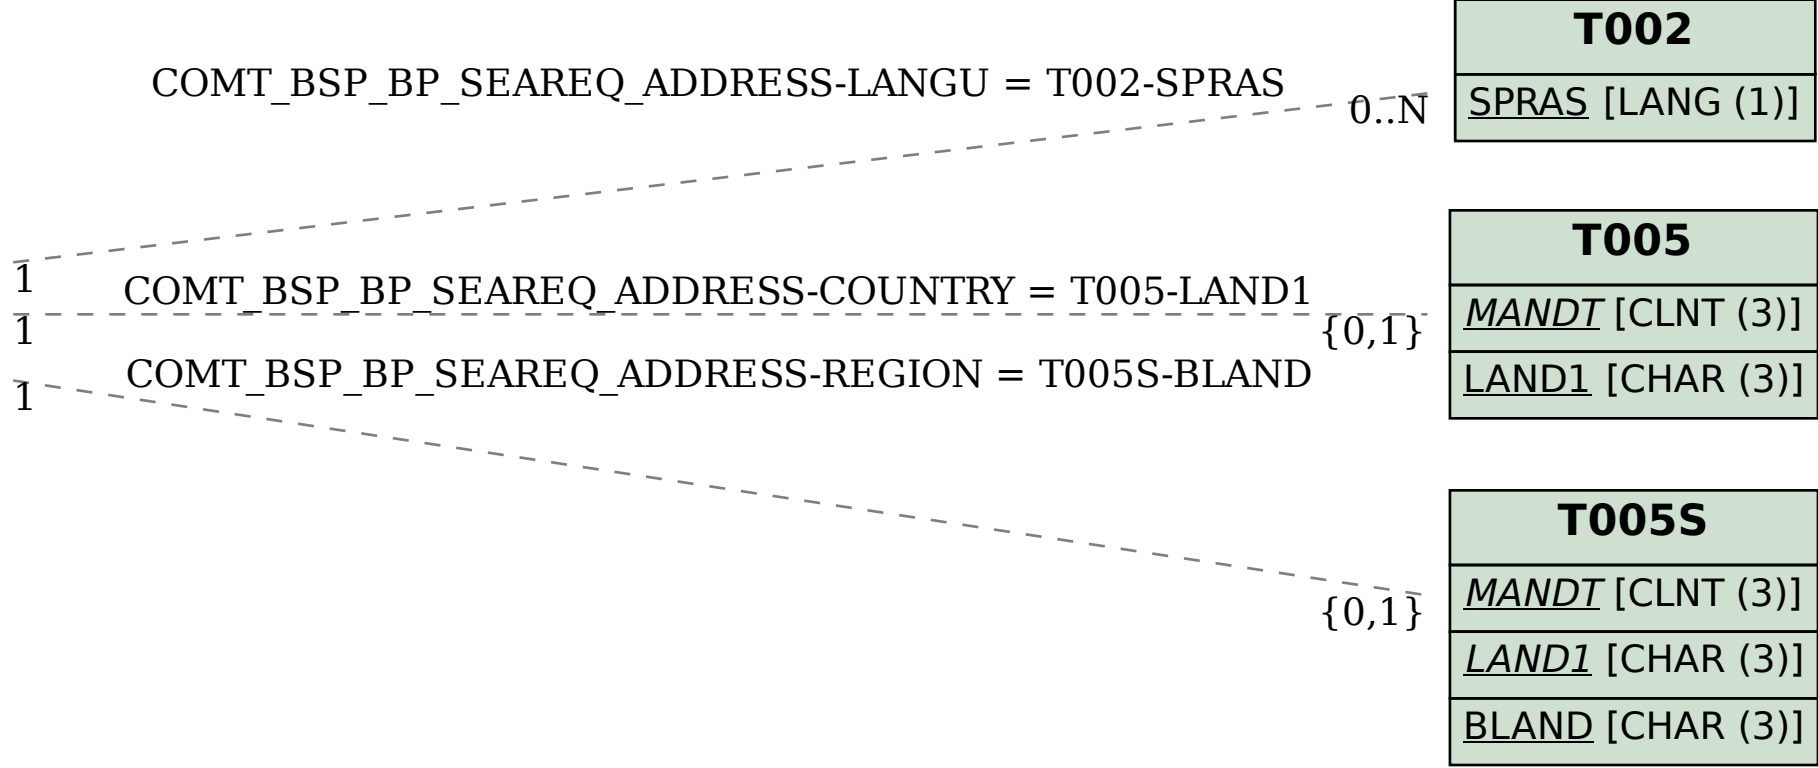 T002
COMT_BSP_BP_SEAREQ_ADDRESS-LANGU = T002-SPRAS
0..N
SPRAS [LANG (1)]
T005
1
COMT_BSP_BP_SEAREQ_ADDRESS-COUNTRY = T005-LAND1
MANDT [CLNT (3)]
1
{0,1}
COMT_BSP_BP_SEAREQ_ADDRESS-REGION = T005S-BLAND
LAND1 [CHAR (3)]
1
T005S
MANDT [CLNT (3)]
{0,1}
LAND1 [CHAR (3)]
BLAND [CHAR (3)]